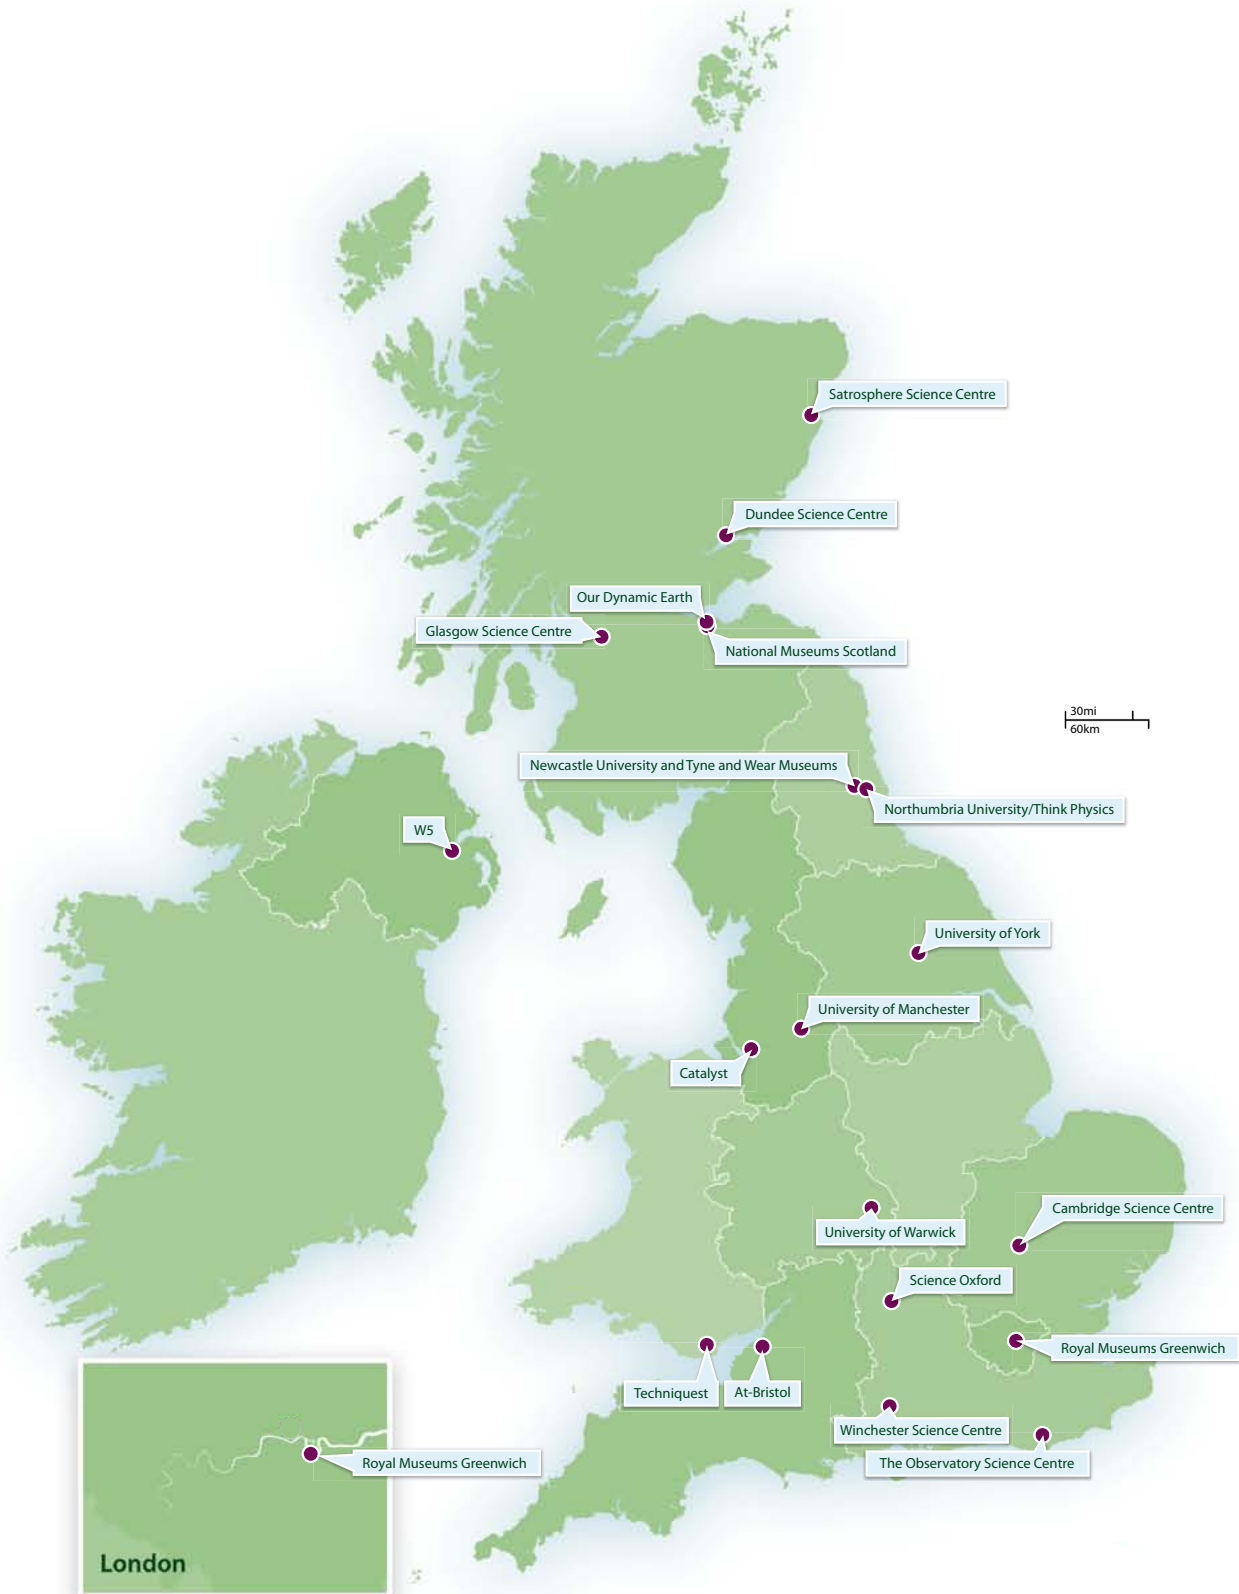 Satrosphere Science Centre
Dundee Science Centre
Our Dynamic Earth
Glasgow Science Centre
National Museums Scotland
30mi
60km
Newcastle University and Tyne and Wear Museums
Northumbria University/Think Physics
W5
University of York
University of Manchester
Catalyst
Cambridge Science Centre
University of Warwick
Science Oxford
Royal Museums Greenwich
Techniquest
At-Bristol
Winchester Science Centre
The Observatory Science Centre
Royal Museums Greenwich
London